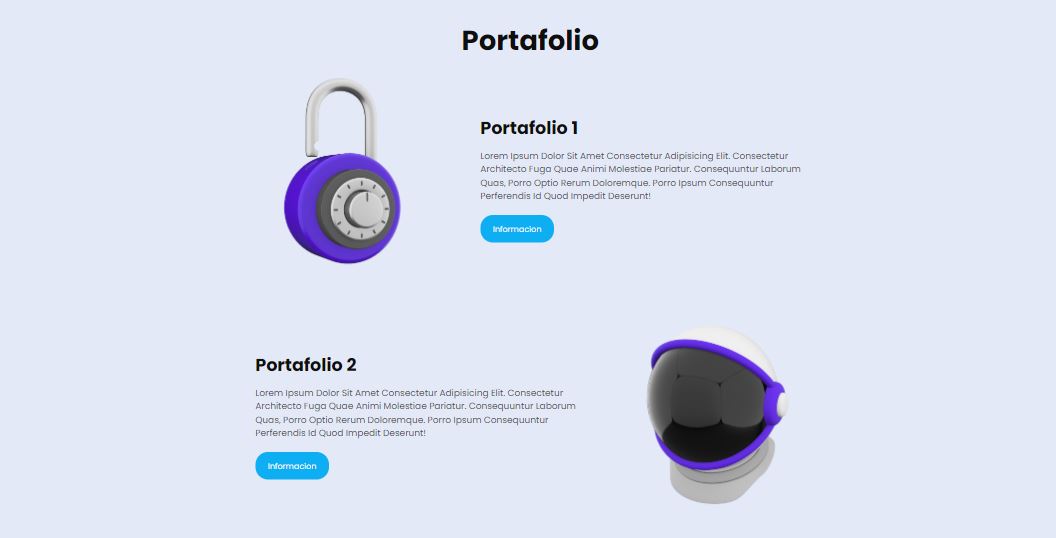 Portafolio
Portafolio 1
Lorem Ipsum Dolor Sit Amet Consectetur Adipisicing Elit. Consectetur
Architecto Fuga Quae Animi Molestiae Pariatur. Consequuntur Laborum
Quas, Porro Optio Rerum Doloremque. Porro Ipsum Consequuntur
Perferendis Id Quod Impedit Deserunt!
Informacion
Portafolio 2
Lorem Ipsum Dolor Sit Amet Consectetur Adipisicing Elit. Consectetur
Architecto Fuga Quae Animi Molestiae Pariatur. Consequuntur Laborum
Quas, Porro Optio Rerum Doloremque. Porro Ipsum Consequuntur
Perferendis Id Quod Impedit Deserunt!
Informacion